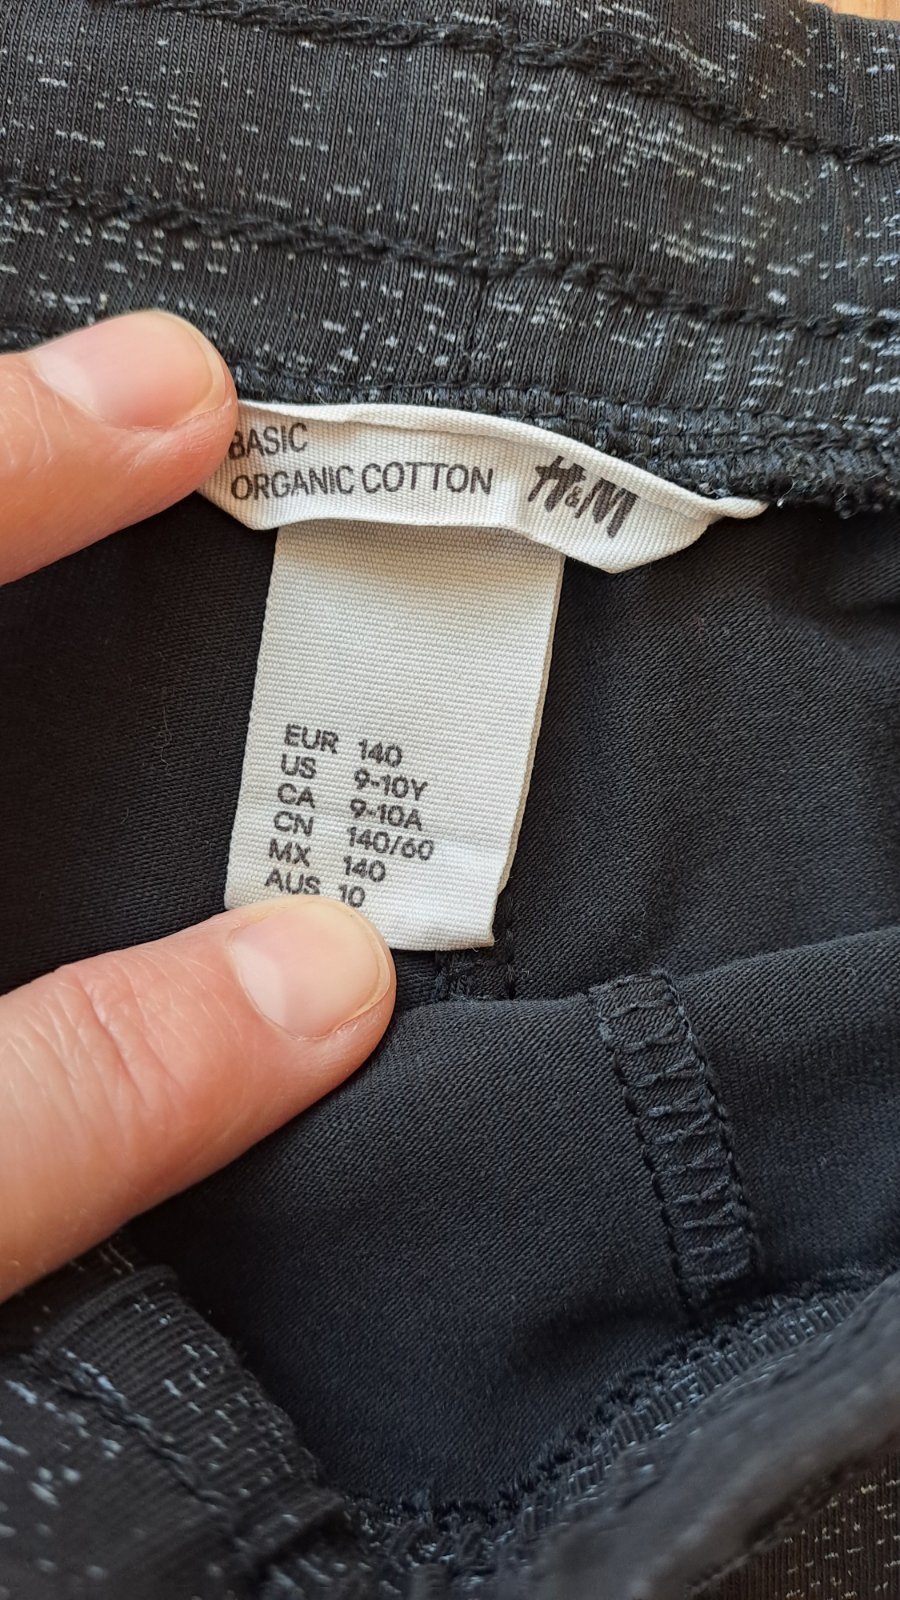 BASIC
ORGANIC COTTON
H&M
EUR 140
US 9-10Y
CA 9-10A
CN 140/60
MX 140
AUS 10